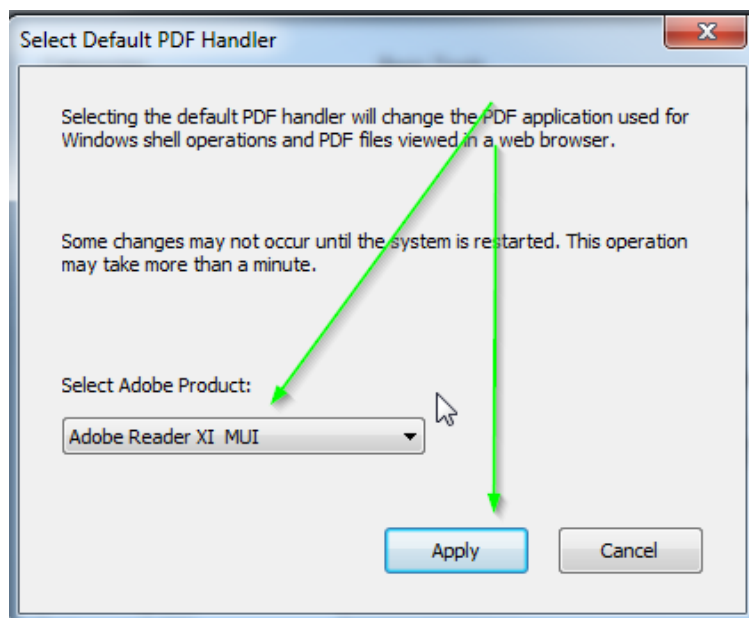 Select Default PDF Handler
Selecting the default PDF handler will change the PDF application used for
Windows shell operations and PDF files viewed in a web browser.
Some changes may not occur until the system is restarted. This operation
may take more than a minute.
Select Adobe Product:
Adobe Reader XI MUI
Apply
Cancel